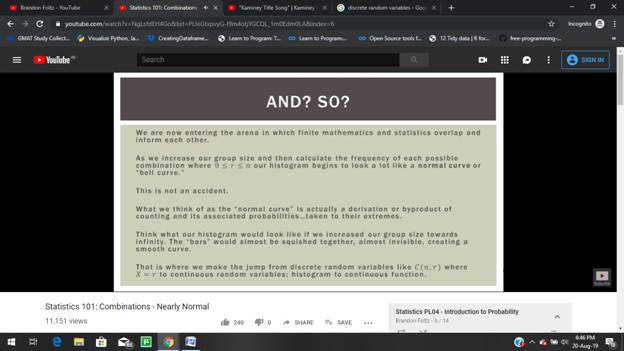 Brandon Foltz - YouTube
Statistics 101: Combinations
"Kaminey Title Song" | Kaminey
discrete random variables - Goo
youtube.com/watch?v=NgLsfdEtH4Go&list=PLIeGtxpvyG-I9m4otjYGCQL_1m0Edm0LA8&index=6
Incognito
GMAT Study Collect...
Visualize Python, Ja...
CreatingDataframe...
Learn to Program: T...
Learn to Program...
Open Source tools f...
12 Tidy data | R for...
free-programming-...
YouTube
Search
SIGN IN
AND? SO?
We are now entering the arena in which finite mathematics and statistics overlap and
inform each other.
As we increase our group size and then calculate the frequency of each possible
combination where 0 ≤ r ≤ n our histogram begins to look a lot like a normal curve or
"bell curve."
This is not an accident.
What we think of as the "normal curve" is actually a derivation or byproduct of
counting and its associated probabilities...taken to their extremes.
Think what our histogram would look like if we increased our group size towards
infinity. The "bars" would almost be squished together, almost invisible, creating a
smooth curve.
That is where we make the jump from discrete random variables like C(n, r) where
X = r to continuous random variables; histogram to continuous function.
Statistics 101: Combinations - Nearly Normal
11,151 views
240
0
SHARE
SAVE
Statistics PL04 - Introduction to Probability
Brandon Foltz - 6 / 14
6:46 PM
20-Aug-19